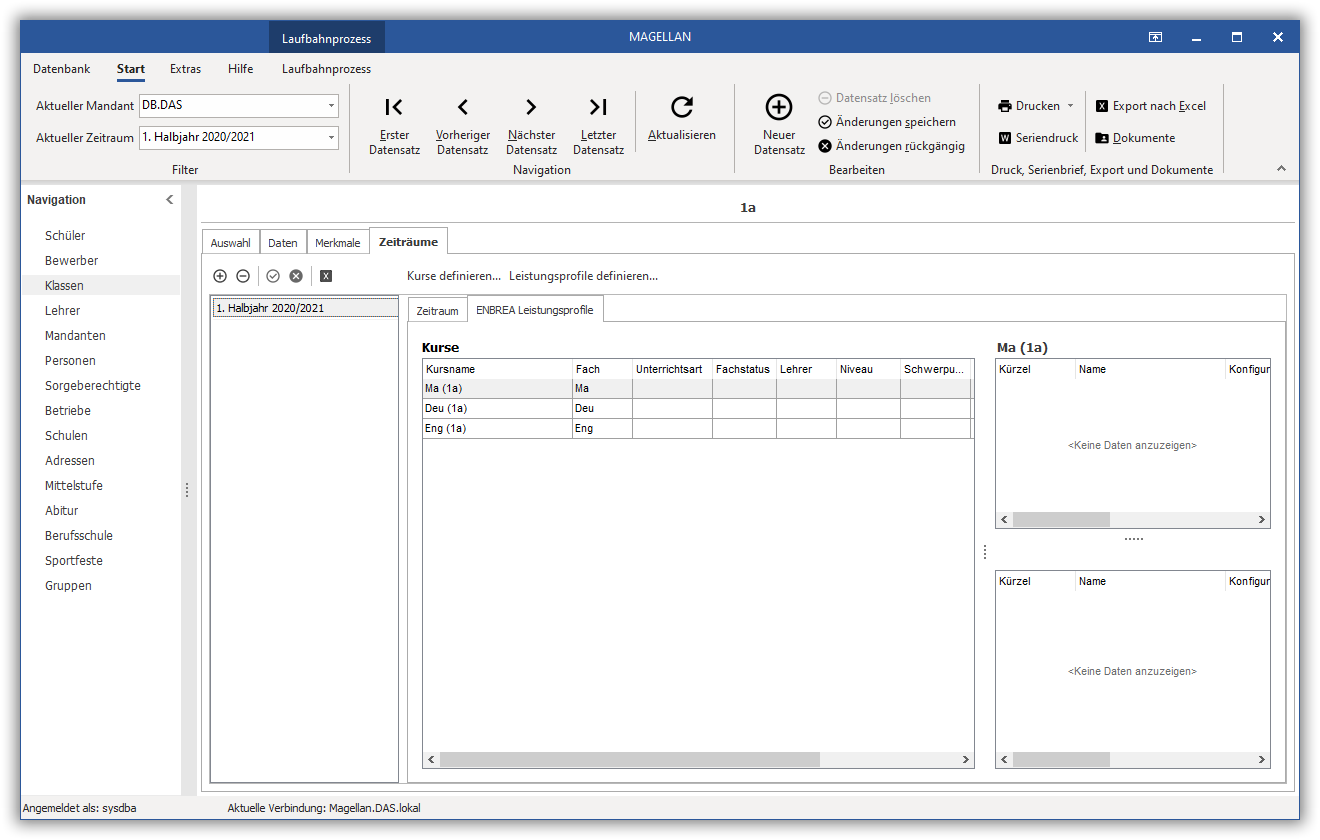 Laufbahnprozess
MAGELLAN
Datenbank Start Extras Hilfe Laufbahnprozess
Aktueller Mandant DB.DAS
Aktueller Zeitraum 1. Halbjahr 2020/2021
Filter
Erster Datensatz
Vorheriger Datensatz
Nächster Datensatz
Letzter Datensatz
Aktualisieren
Navigation
Neuer Datensatz
Datensatz löschen
Änderungen speichern
Änderungen rückgängig
Bearbeiten
Drucken
Seriendruck
Export nach Excel
Dokumente
Druck, Serienbrief, Export und Dokumente
Navigation
Schüler
Bewerber
Klassen
Lehrer
Mandanten
Personen
Sorgeberechtigte
Betriebe
Schulen
Adressen
Mittelstufe
Abitur
Berufsschule
Sportfeste
Gruppen
1a
Auswahl Daten Merkmale Zeiträume
Kurse definieren... Leistungsprofile definieren...
1. Halbjahr 2020/2021
Zeitraum ENBREA Leistungsprofile
Kurse
Kursname Fach Unterrichtsart Fachstatus Lehrer Niveau Schwerpu...
Ma (1a) Ma
Deu (1a) Deu
Eng (1a) Eng
Ma (1a)
Kürzel Name Konfigur
<Keine Daten anzuzeigen>
Kürzel Name Konfigur
<Keine Daten anzuzeigen>
Angemeldet als: sysdba Aktuelle Verbindung: Magellan.DAS.lokal